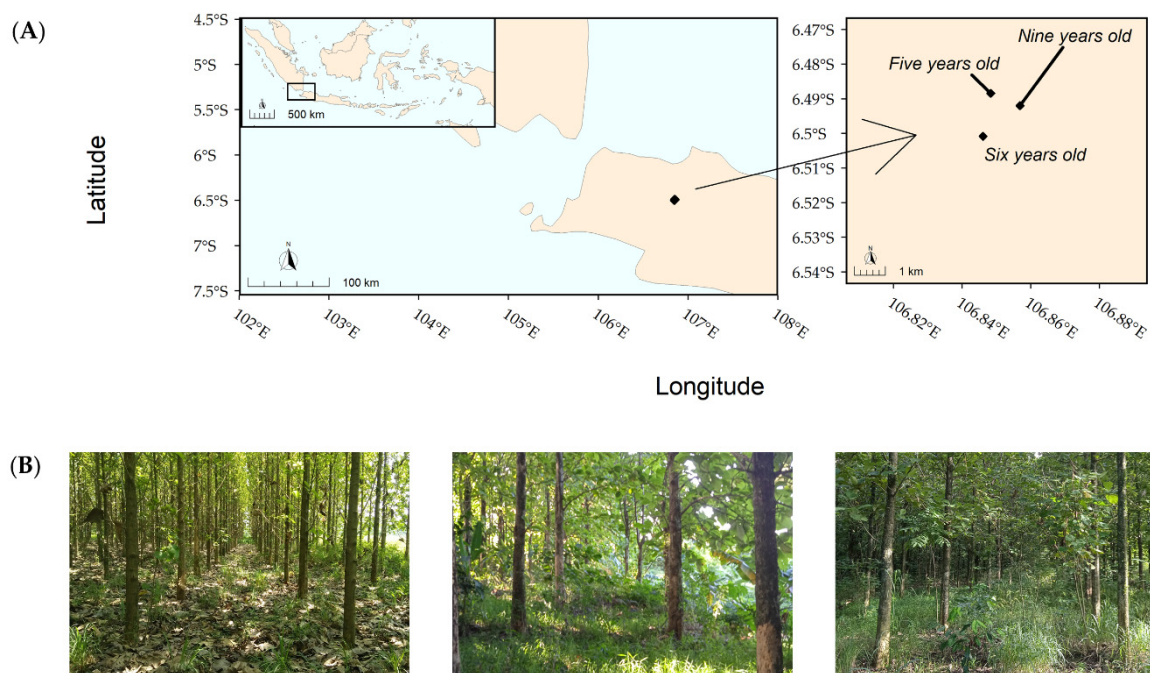 (A)
4.5°S
5°S
5.5°S
6°S
6.5°S
7°S
7.5°S
Latitude
N
500 km
N
100 km
102°E
103°E
104°E
105°E
106°E
107°E
108°E
6.47°S
6.48°S
6.49°S
6.5°S
6.51°S
6.52°S
6.53°S
6.54°S
Nine years old
Five years old
Six years old
N
1 km
106.82°E
106.84°E
106.86°E
106.88°E
Longitude
(B)